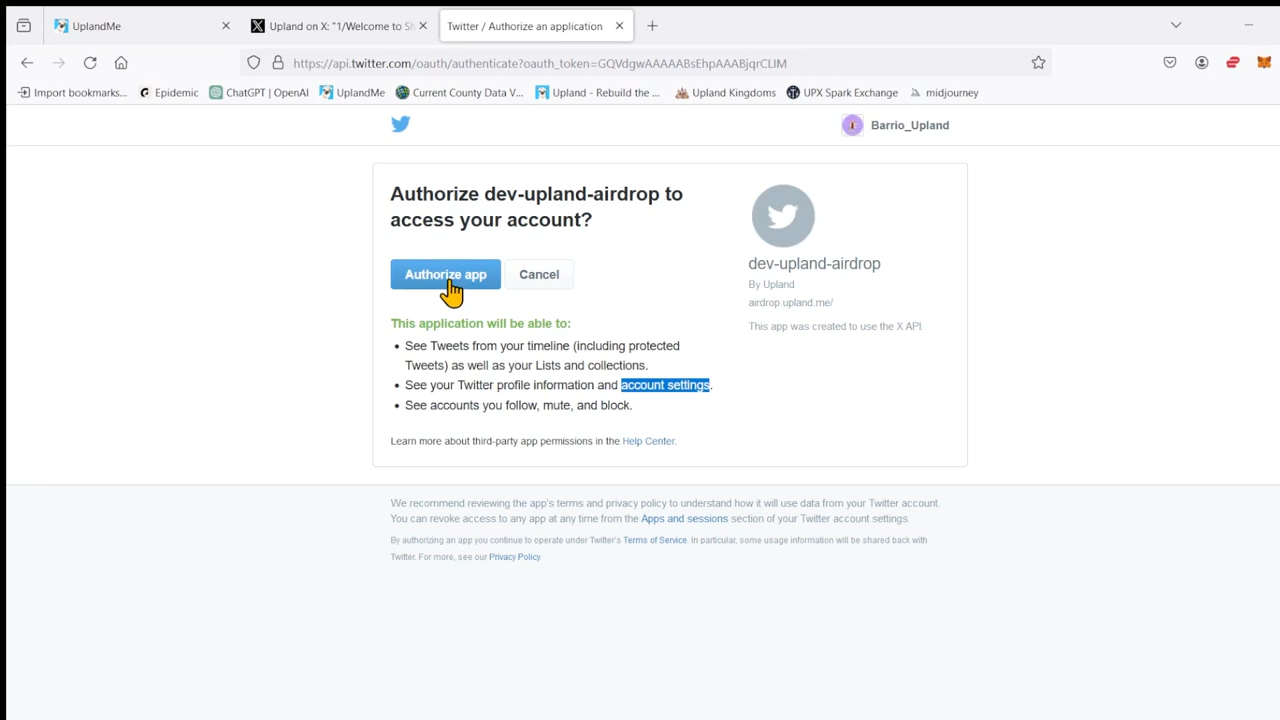 UplandMe
Upland on X: "1/Welcome to Sh
Twitter / Authorize an application
https://api.twitter.com/oauth/authenticate?oauth_token=GQVdgwAAAAABsEhpAAABjqrCLIM
Import bookmarks...
Epidemic
ChatGPT | OpenAI
UplandMe
Current County Data V...
Upland - Rebuild the ...
Upland Kingdoms
UPX Spark Exchange
midjourney
Barrio_Upland
Authorize dev-upland-airdrop to
access your account?
Authorize app
Cancel
This application will be able to:
• See Tweets from your timeline (including protected
Tweets) as well as your Lists and collections.
• See your Twitter profile information and account settings.
• See accounts you follow, mute, and block.
Learn more about third-party app permissions in the Help Center.
dev-upland-airdrop
By Upland
airdrop.upland.me/
This app was created to use the X API.
We recommend reviewing the app's terms and privacy policy to understand how it will use data from your Twitter account.
You can revoke access to any app at any time from the Apps and sessions section of your Twitter account settings.
By authorizing an app you continue to operate under Twitter's Terms of Service. In particular, some usage information will be shared back with
Twitter. For more, see our Privacy Policy.